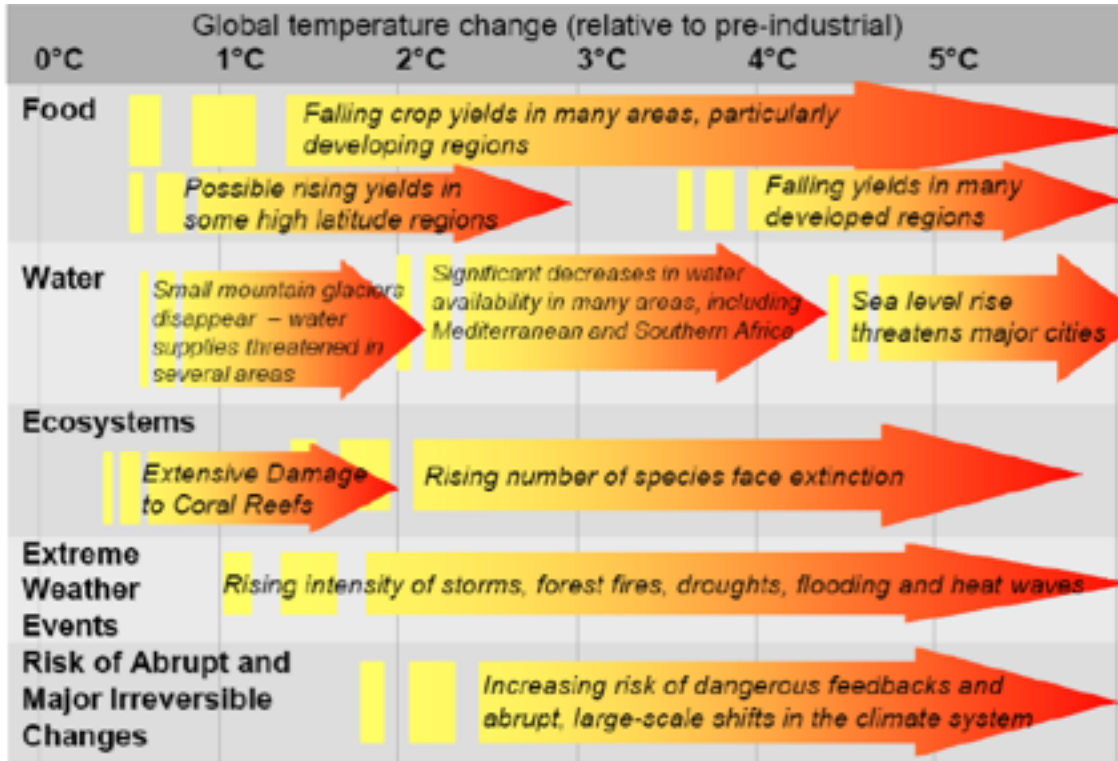 Global temperature change (relative to pre-industrial)
0°C 1°C 2°C 3°C 4°C 5°C
Food
Falling crop yields in many areas, particularly
developing regions
Possible rising yields in
some high latitude regions
Falling yields in many
developed regions
Water
Small mountain glaciers
disappear – water
supplies threatened in
several areas
Significant decreases in water
availability in many areas, including
Mediterranean and Southern Africa
Sea level rise
threatens major cities
Ecosystems
Extensive Damage
to Coral Reefs
Rising number of species face extinction
Extreme
Weather
Events
Rising intensity of storms, forest fires, droughts, flooding and heat waves
Risk of Abrupt and
Major Irreversible
Changes
Increasing risk of dangerous feedbacks and
abrupt, large-scale shifts in the climate system